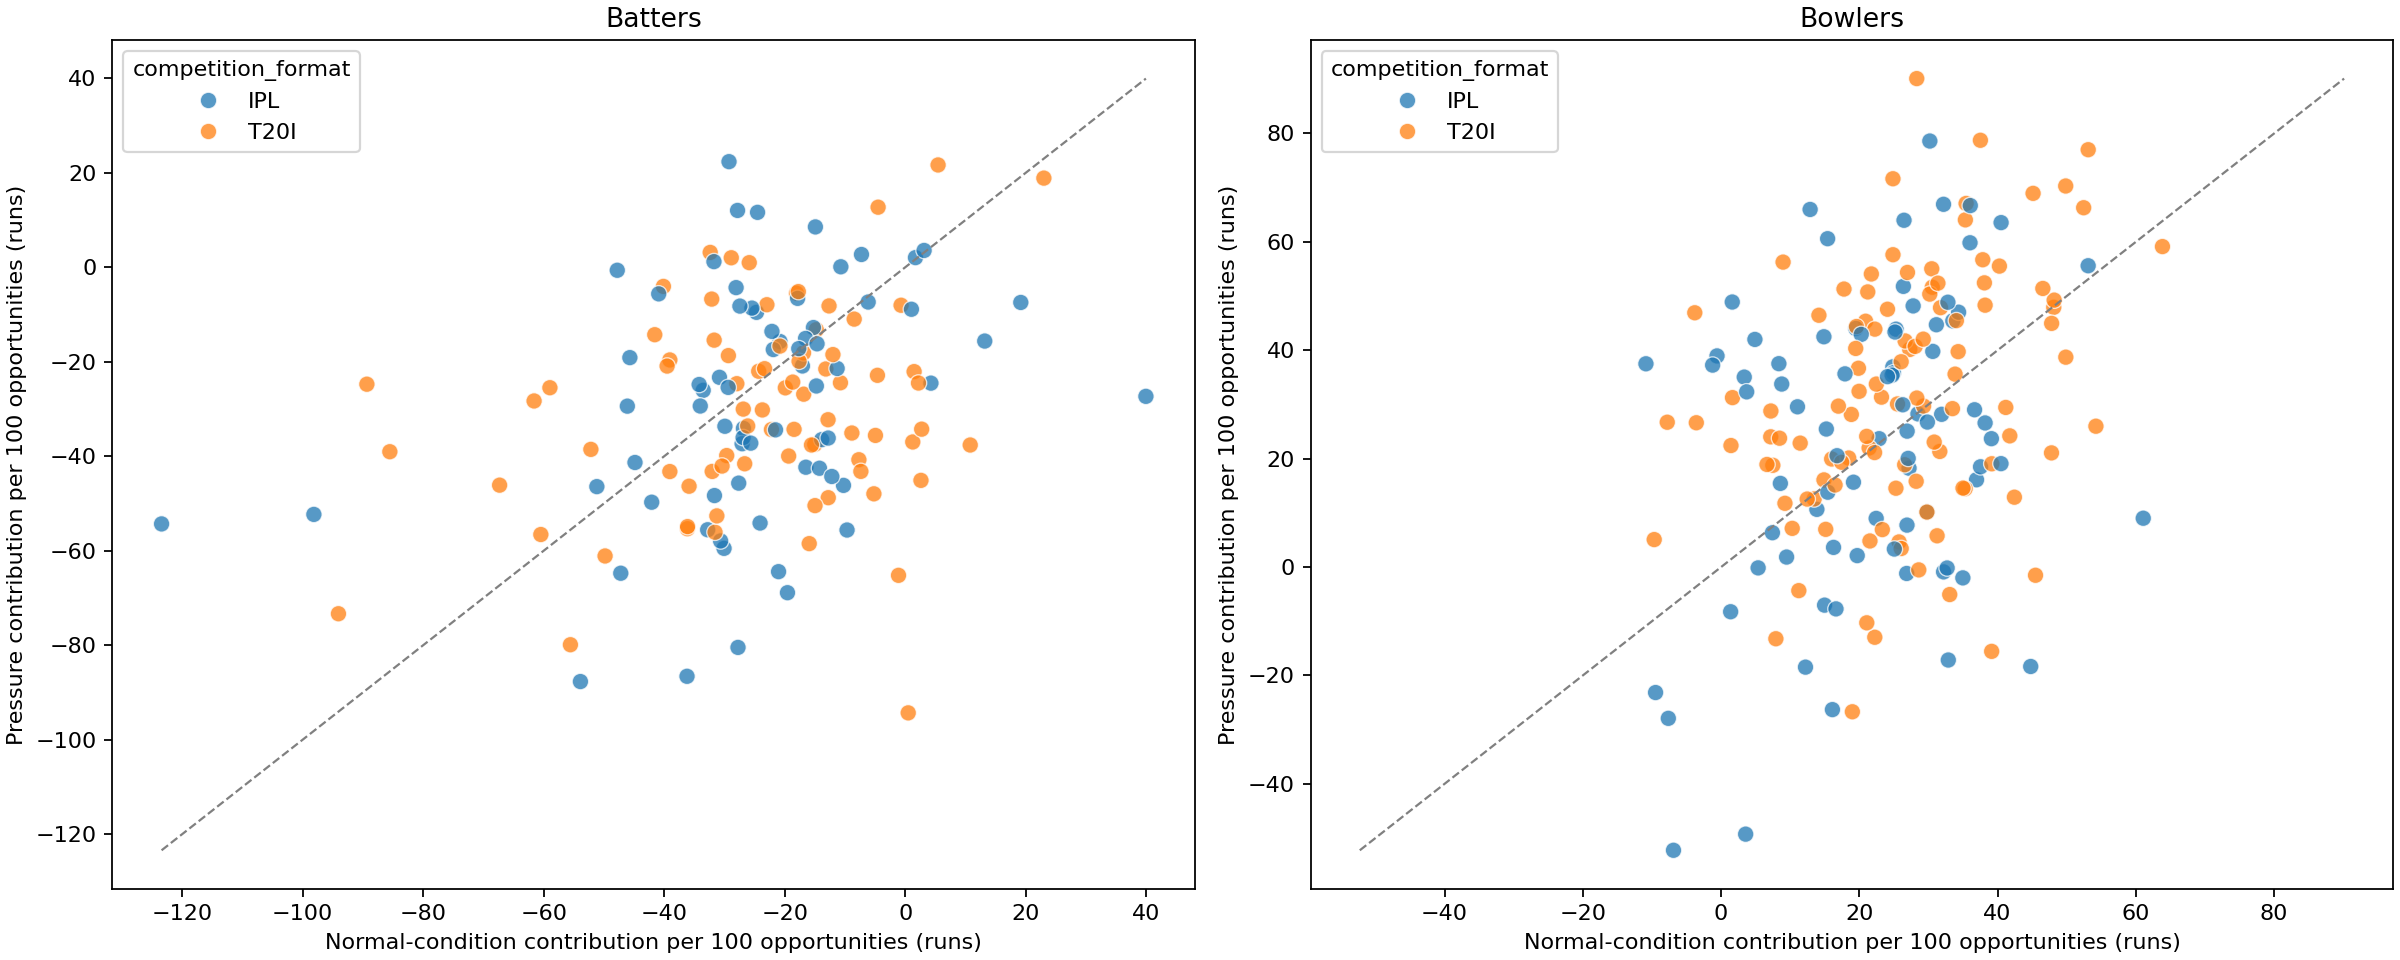 Batters
competition_format
IPL
T20I
40
20
0
−20
−40
−60
−80
−100
−120
Pressure contribution per 100 opportunities (runs)
−120
−100
−80
−60
−40
−20
0
20
40
Normal-condition contribution per 100 opportunities (runs)
Bowlers
competition_format
IPL
T20I
80
60
40
20
0
−20
−40
Pressure contribution per 100 opportunities (runs)
−40
−20
0
20
40
60
80
Normal-condition contribution per 100 opportunities (runs)